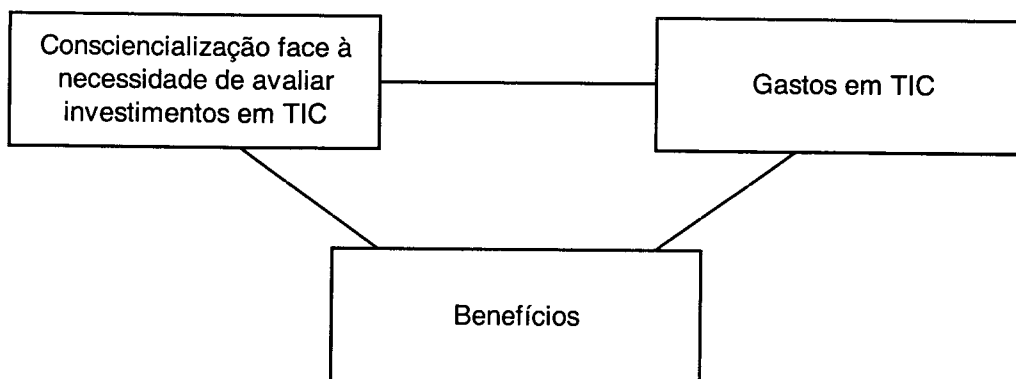 Consciencialização face à
necessidade de avaliar
investimentos em TIC
Gastos em TIC
Benefícios